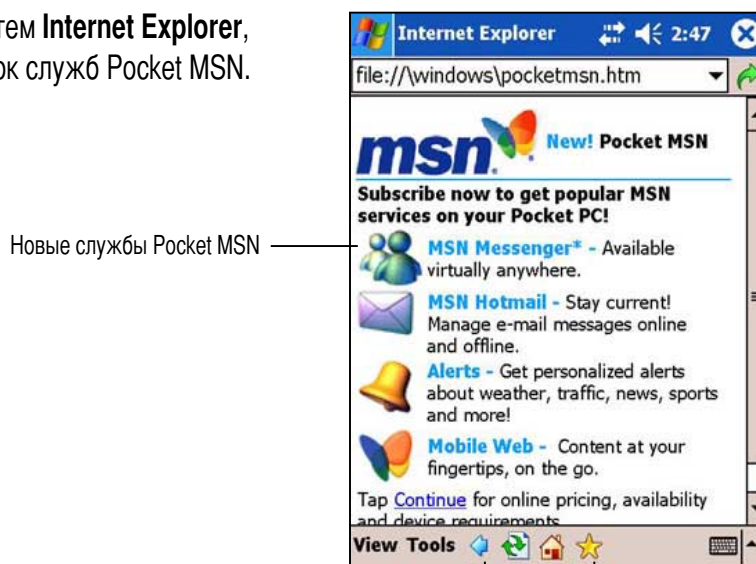 тем Internet Explorer,
ок служб Pocket MSN.
Новые службы Pocket MSN
Internet Explorer 2:47
file://\windows\pocketmsn.htm
msn New! Pocket MSN
Subscribe now to get popular MSN
services on your Pocket PC!
MSN Messenger* - Available
virtually anywhere.
MSN Hotmail - Stay current!
Manage e-mail messages online
and offline.
Alerts - Get personalized alerts
about weather, traffic, news, sports
and more!
Mobile Web - Content at your
fingertips, on the go.
Tap Continue for online pricing, availability
and device requirements
View Tools